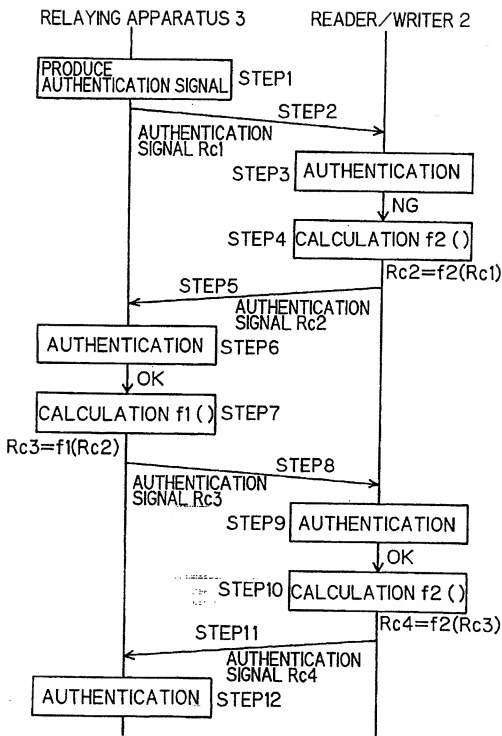 RELAYING APPARATUS 3 READER/WRITER 2
PRODUCE
AUTHENTICATION SIGNAL STEP1
STEP2
AUTHENTICATION
SIGNAL Rc1
STEP3 AUTHENTICATION
NG
STEP4 CALCULATION f2 ( )
Rc2=f2(Rc1)
STEP5
AUTHENTICATION
SIGNAL Rc2
AUTHENTICATION STEP6
OK
CALCULATION f1 ( ) STEP7
Rc3=f1(Rc2)
STEP8
AUTHENTICATION
SIGNAL Rc3
STEP9 AUTHENTICATION
OK
STEP10 CALCULATION f2 ( )
Rc4=f2(Rc3)
STEP11
AUTHENTICATION
SIGNAL Rc4
AUTHENTICATION STEP12